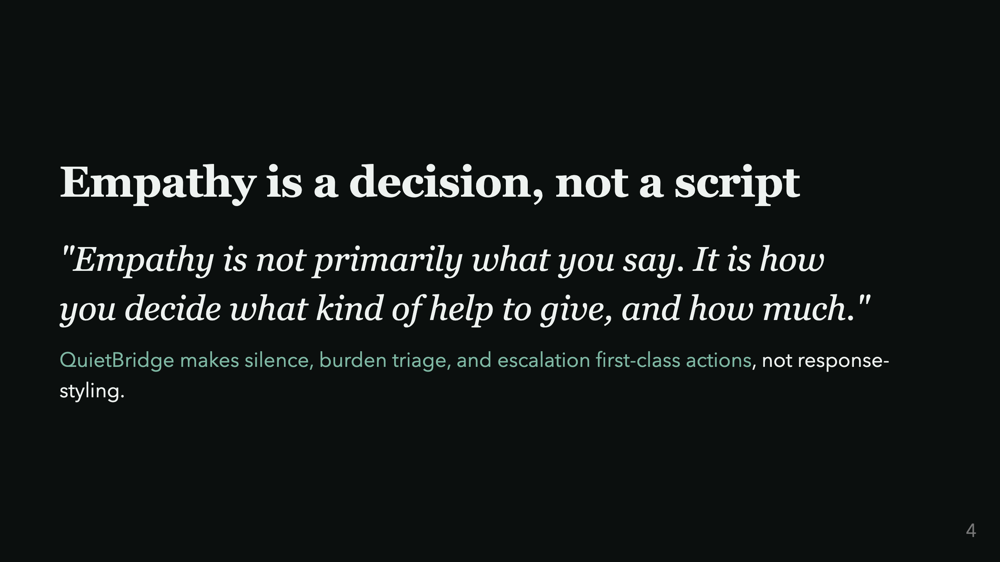 Empathy is a decision, not a script
"Empathy is not primarily what you say. It is how
you decide what kind of help to give, and how much."
QuietBridge makes silence, burden triage, and escalation first-class actions, not response-
styling.
4